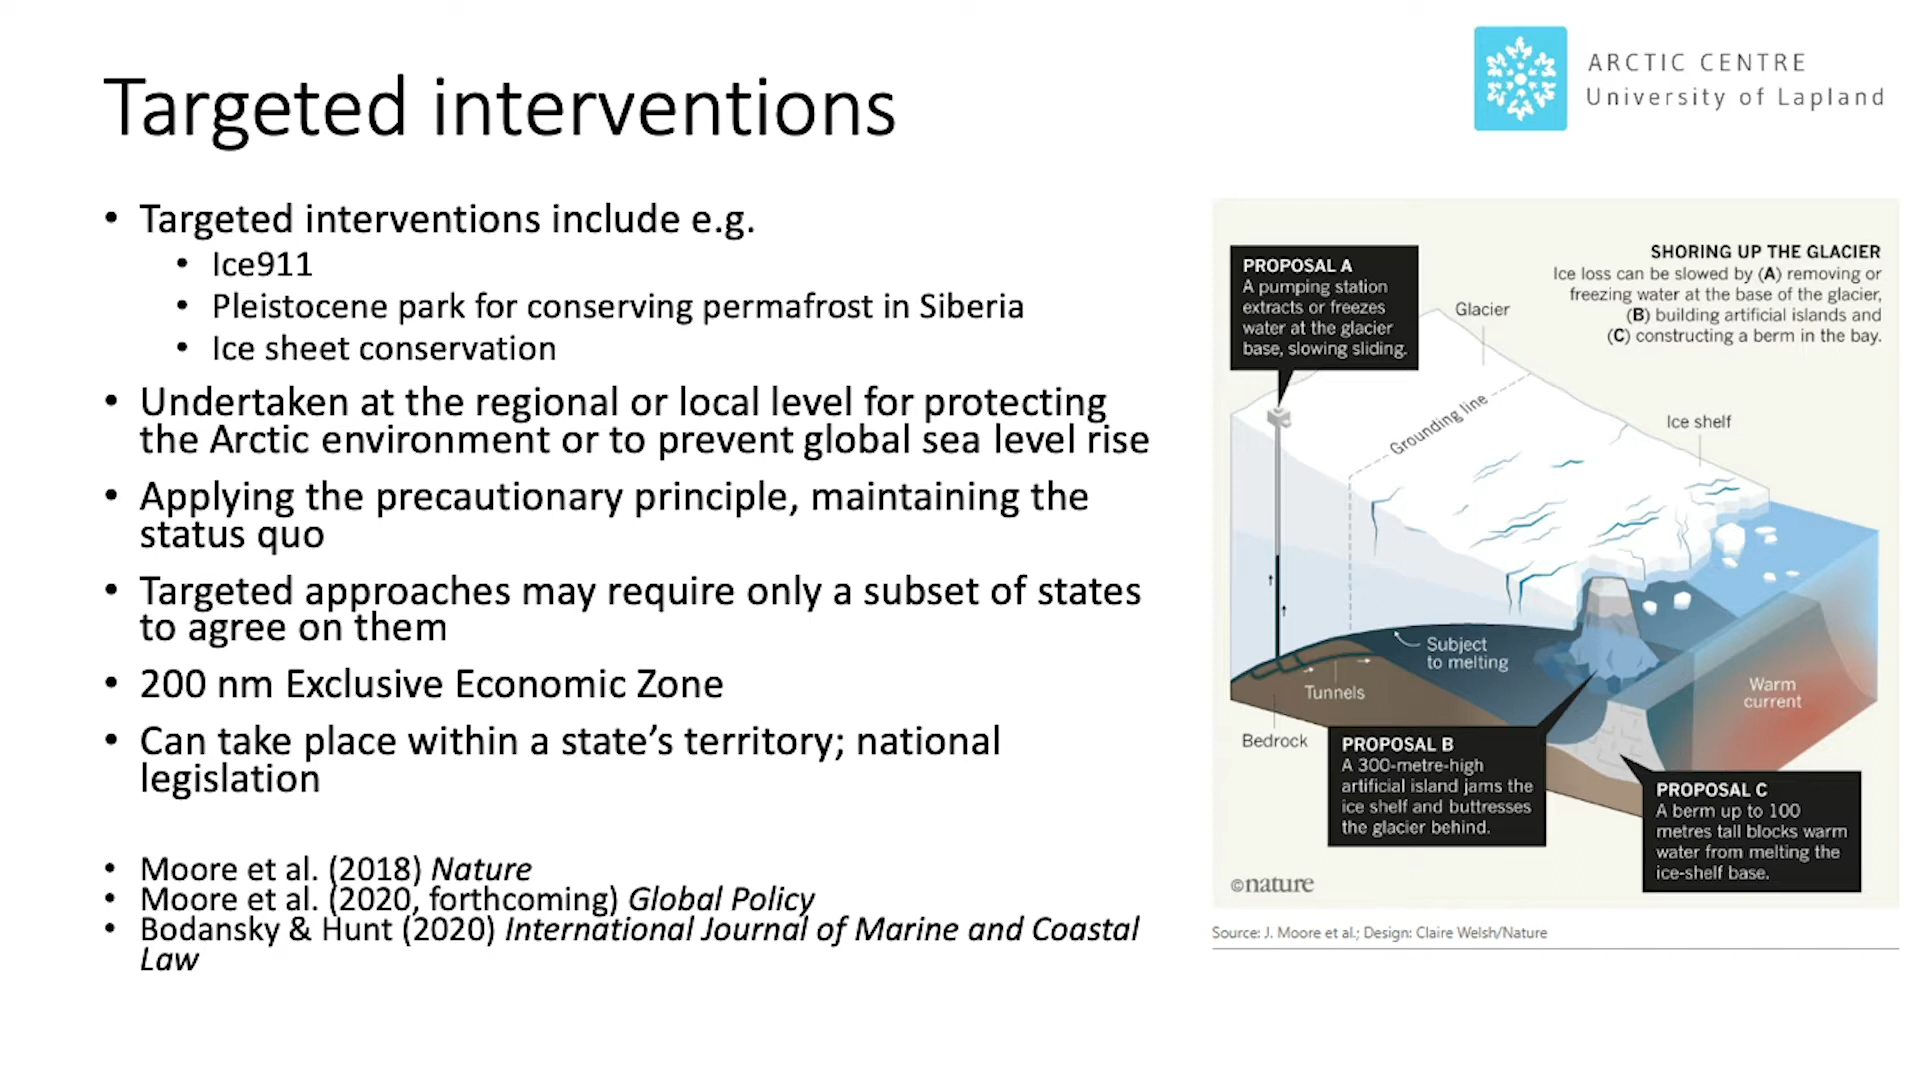 Targeted interventions
ARCTIC CENTRE
University of Lapland
• Targeted interventions include e.g.
• Ice911
• Pleistocene park for conserving permafrost in Siberia
• Ice sheet conservation
• Undertaken at the regional or local level for protecting
the Arctic environment or to prevent global sea level rise
• Applying the precautionary principle, maintaining the
status quo
• Targeted approaches may require only a subset of states
to agree on them
• 200 nm Exclusive Economic Zone
• Can take place within a state’s territory; national
legislation
• Moore et al. (2018) Nature
• Moore et al. (2020, forthcoming) Global Policy
• Bodansky & Hunt (2020) International Journal of Marine and Coastal
Law
SHORING UP THE GLACIER
Ice loss can be slowed by (A) removing or
freezing water at the base of the glacier,
(B) building artificial islands and
(C) constructing a berm in the bay.
PROPOSAL A
A pumping station
extracts or freezes
water at the glacier
base, slowing sliding.
Glacier
Grounding line
Ice shelf
Subject
to melting
Tunnels
Warm
current
Bedrock
PROPOSAL B
A 300-metre-high
artificial island jams the
ice shelf and buttresses
the glacier behind.
PROPOSAL C
A berm up to 100
metres tall blocks warm
water from melting the
ice-shelf base.
©nature
Source: J. Moore et al.; Design: Claire Welsh/Nature